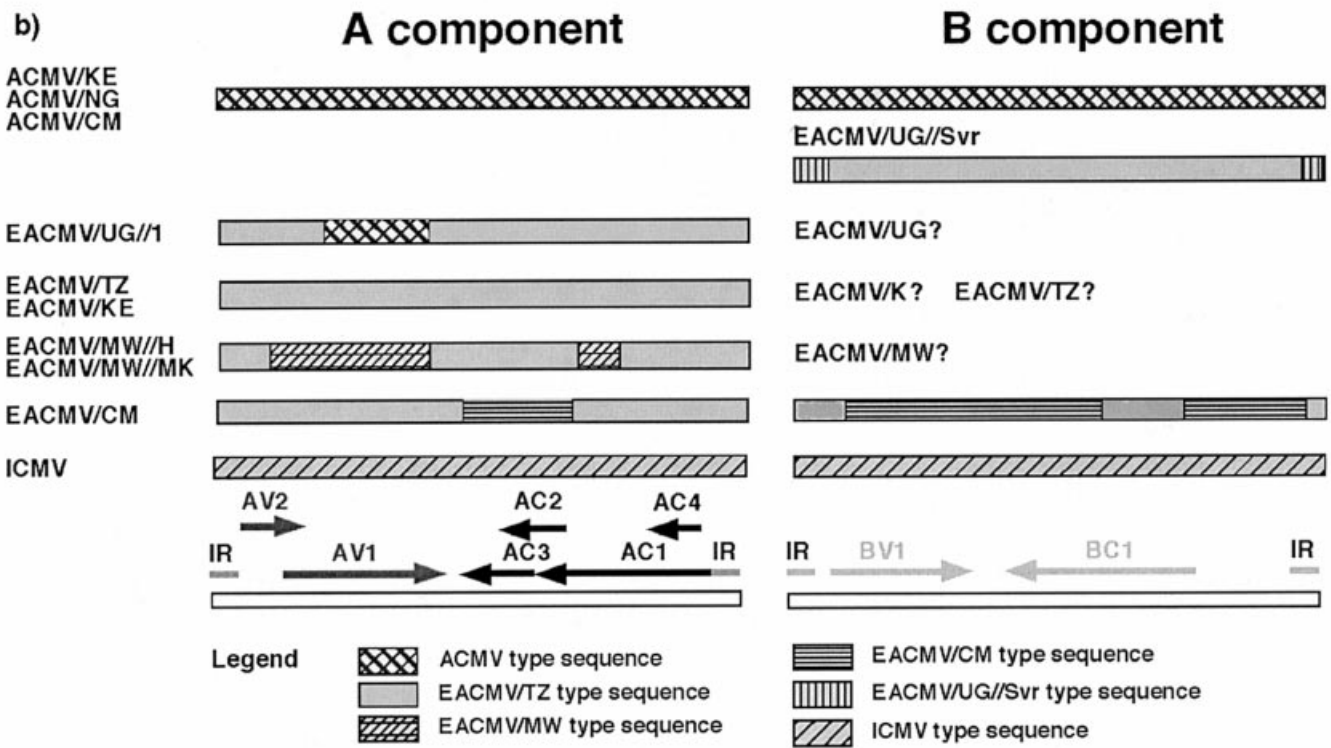 b)
A component
B component
ACMV/KE
ACMV/NG
ACMV/CM
EACMV/UG//Svr
EACMV/UG//1
EACMV/UG?
EACMV/TZ
EACMV/KE
EACMV/K? EACMV/TZ?
EACMV/MW//H
EACMV/MW//MK
EACMV/MW?
EACMV/CM
ICMV
AV2
AC2
AC4
IR
AV1
AC3
AC1
IR
IR
BV1
BC1
IR
Legend
ACMV type sequence
EACMV/TZ type sequence
EACMV/MW type sequence
EACMV/CM type sequence
EACMV/UG//Svr type sequence
ICMV type sequence